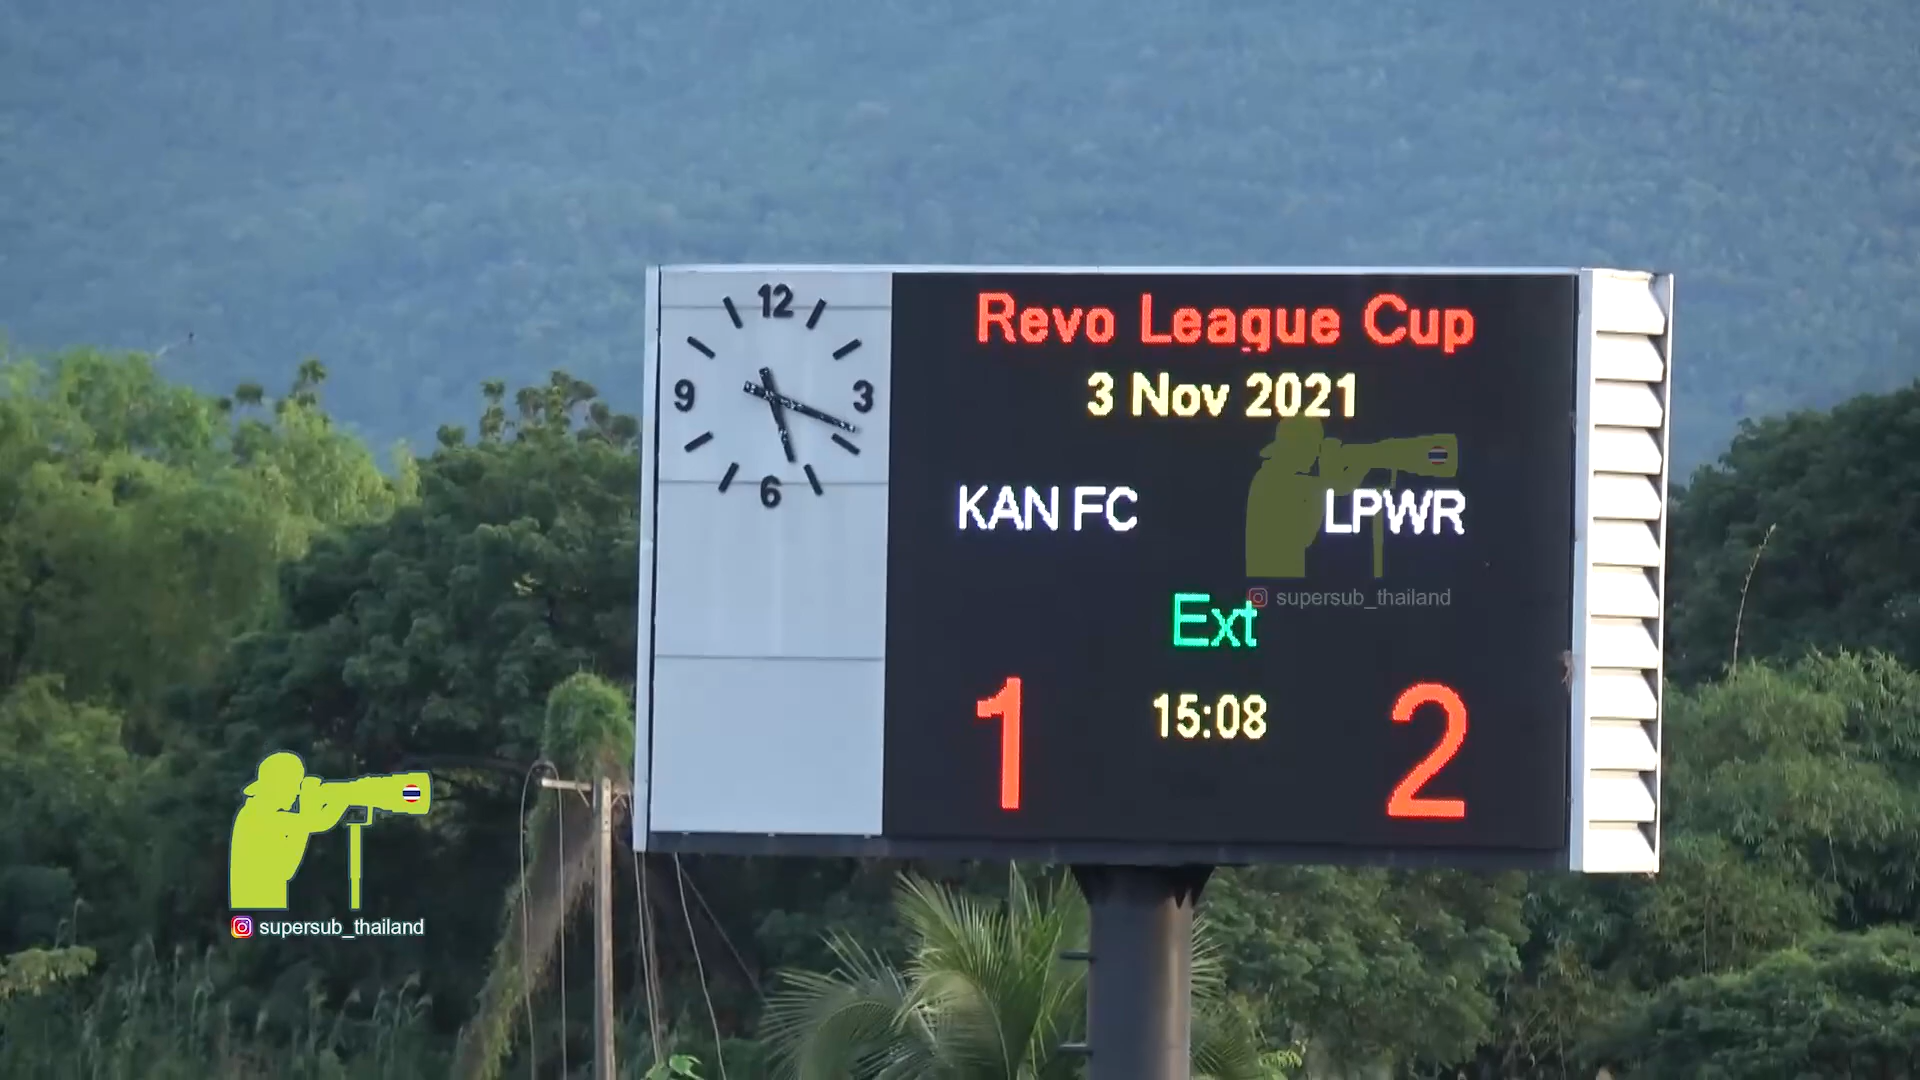 12
9
3
6
Revo League Cup
3 Nov 2021
KAN FC LPWR
Ext
1 15:08 2
supersub_thailand
supersub_thailand